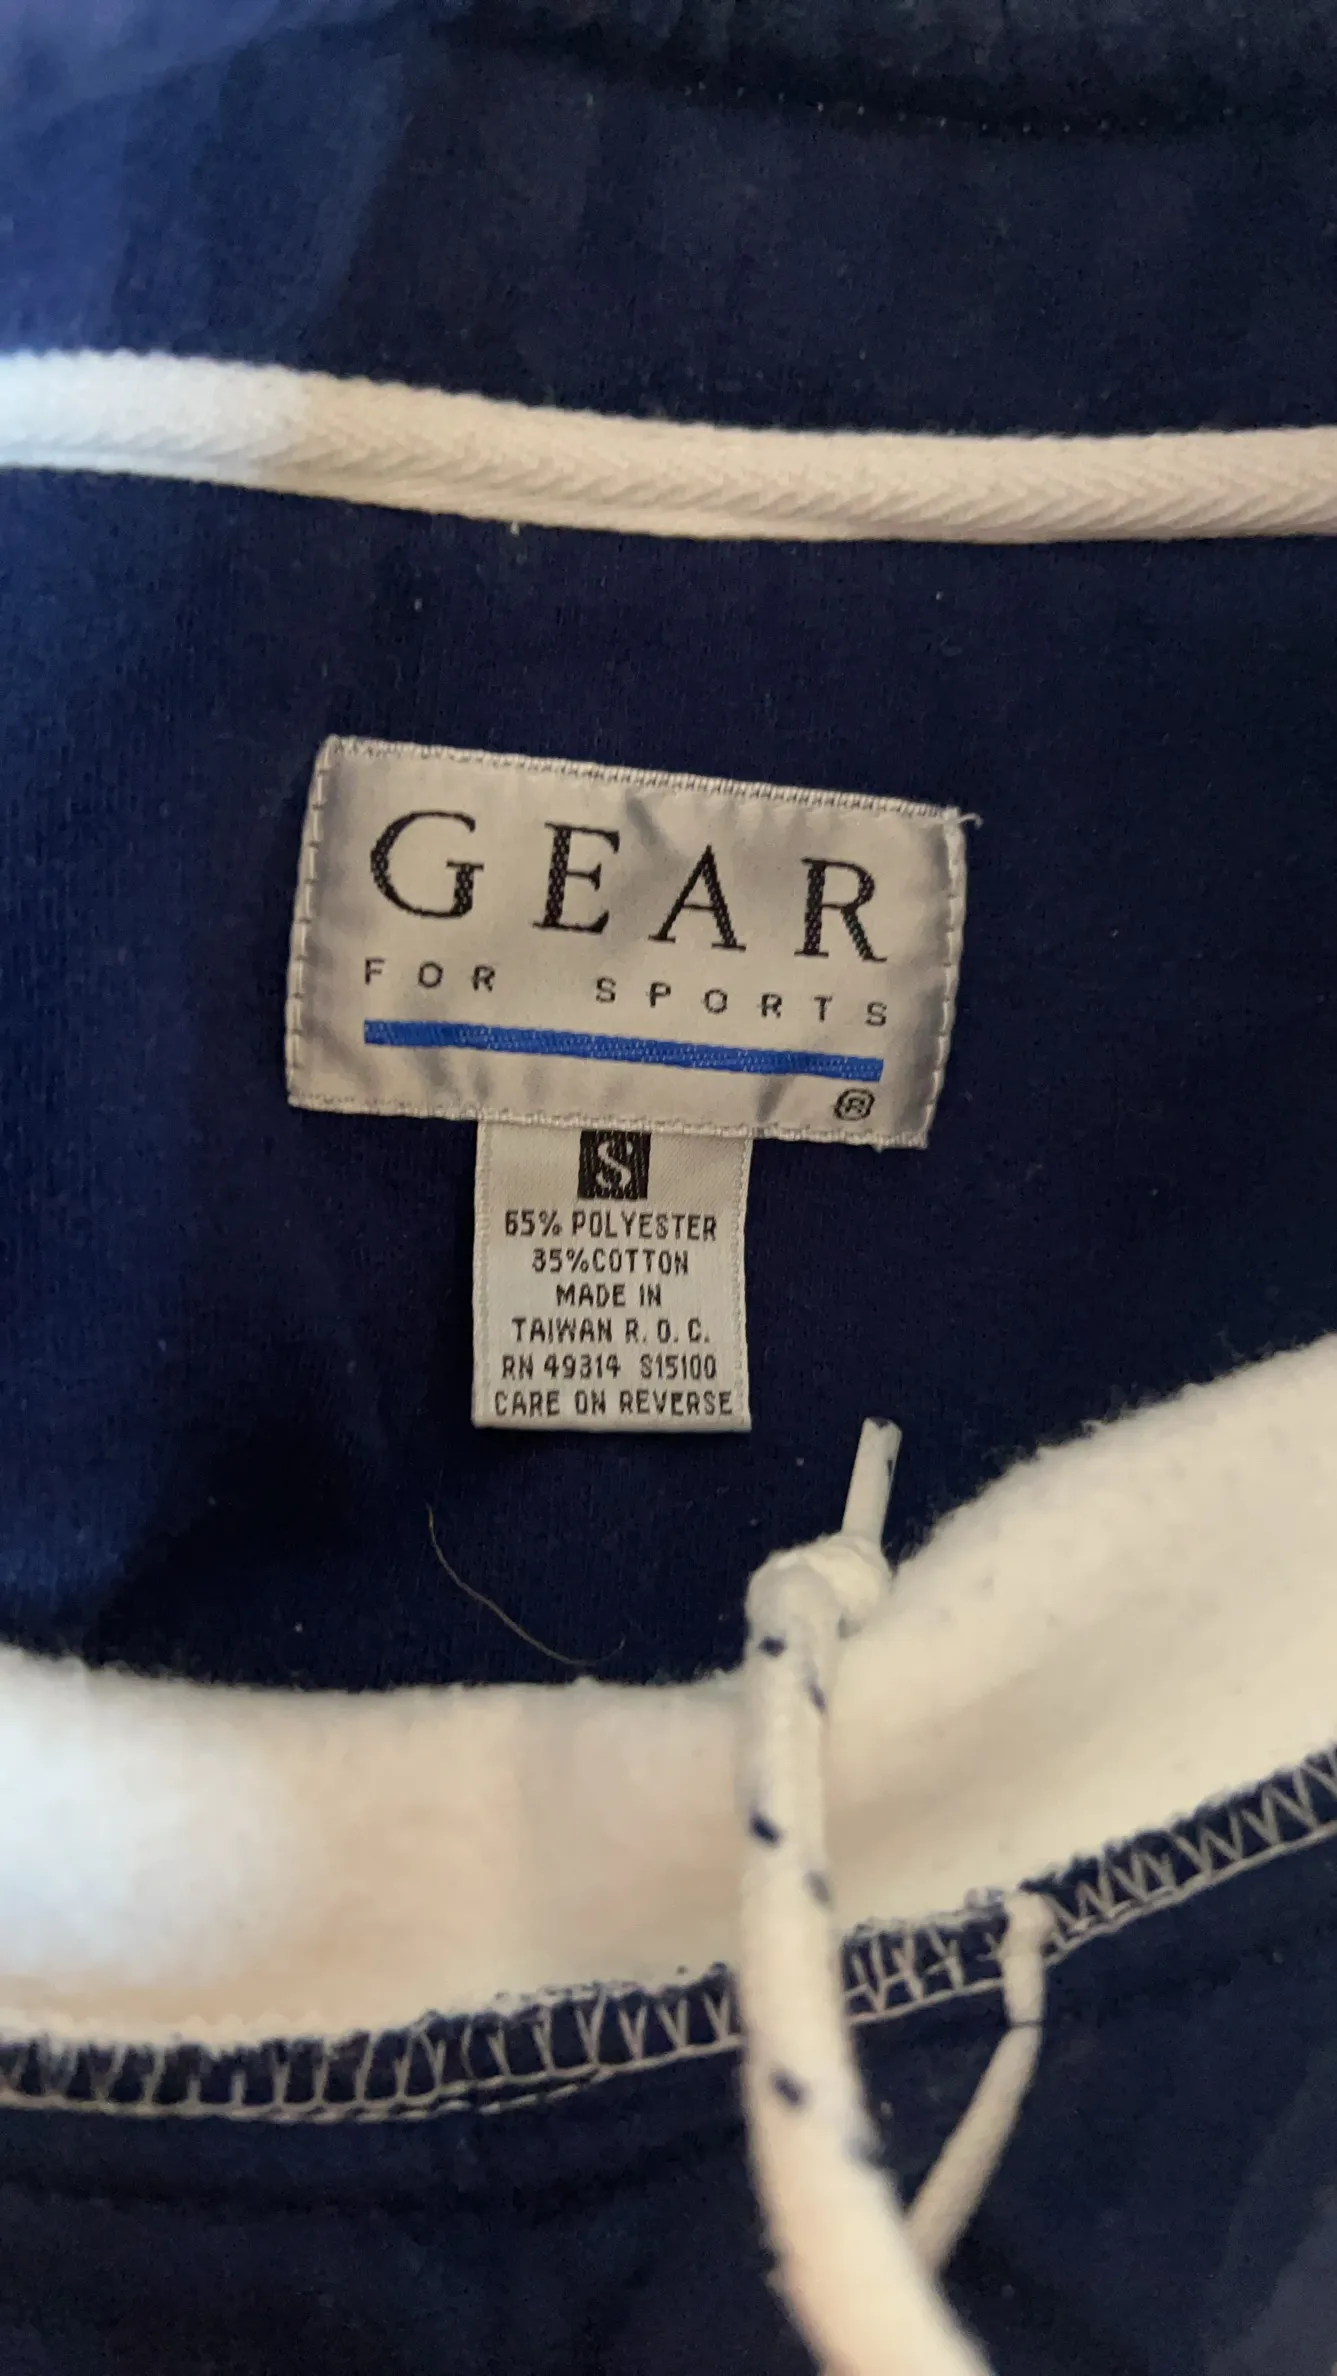 GEAR
FOR SPORTS
®
S
65% POLYESTER
35%COTTON
MADE IN
TAIWAN R.O.C.
RN 49314 S15100
CARE ON REVERSE